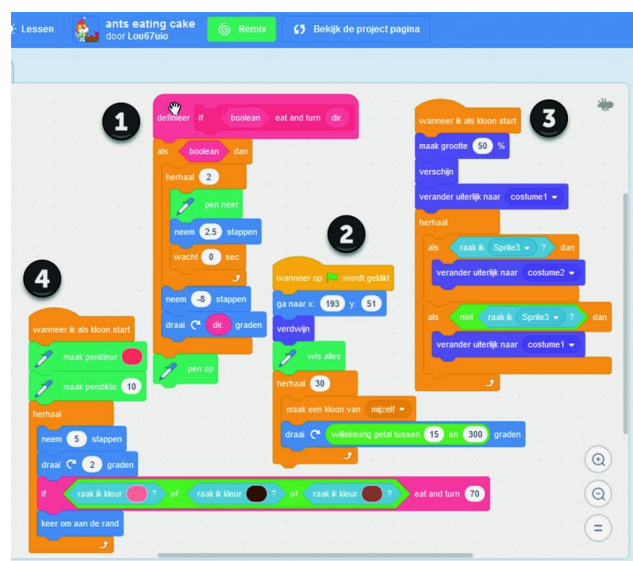 Lessen
ants eating cake
door Lou67uio
Remix
Bekijk de project pagina
1
definieer if boolean eat and turn dir.
als boolean dan
herhaal 2
pen neer
neem 2.5 stappen
wacht 0 sec.
neem -8 stappen
draai dir. graden
pen op
2
wanneer op wordt geklikt
ga naar x: 193 y: 51
verdwijn
wis alles
herhaal 30
maak een kloon van mijzelf
draai willekeurig getal tussen 15 en 300 graden
3
wanneer ik als kloon start
maak grootte 50 %
verschijn
verander uiterlijk naar costume1
herhaal
als raak ik Sprite3 ? dan
verander uiterlijk naar costume2
als niet raak ik Sprite3 ? dan
verander uiterlijk naar costume1
4
wanneer ik als kloon start
maak penkleur
maak pendikte 10
herhaal
neem 5 stappen
draai 2 graden
if raak ik kleur ? of raak ik kleur ? of raak ik kleur ? eat and turn 70
keer om aan de rand